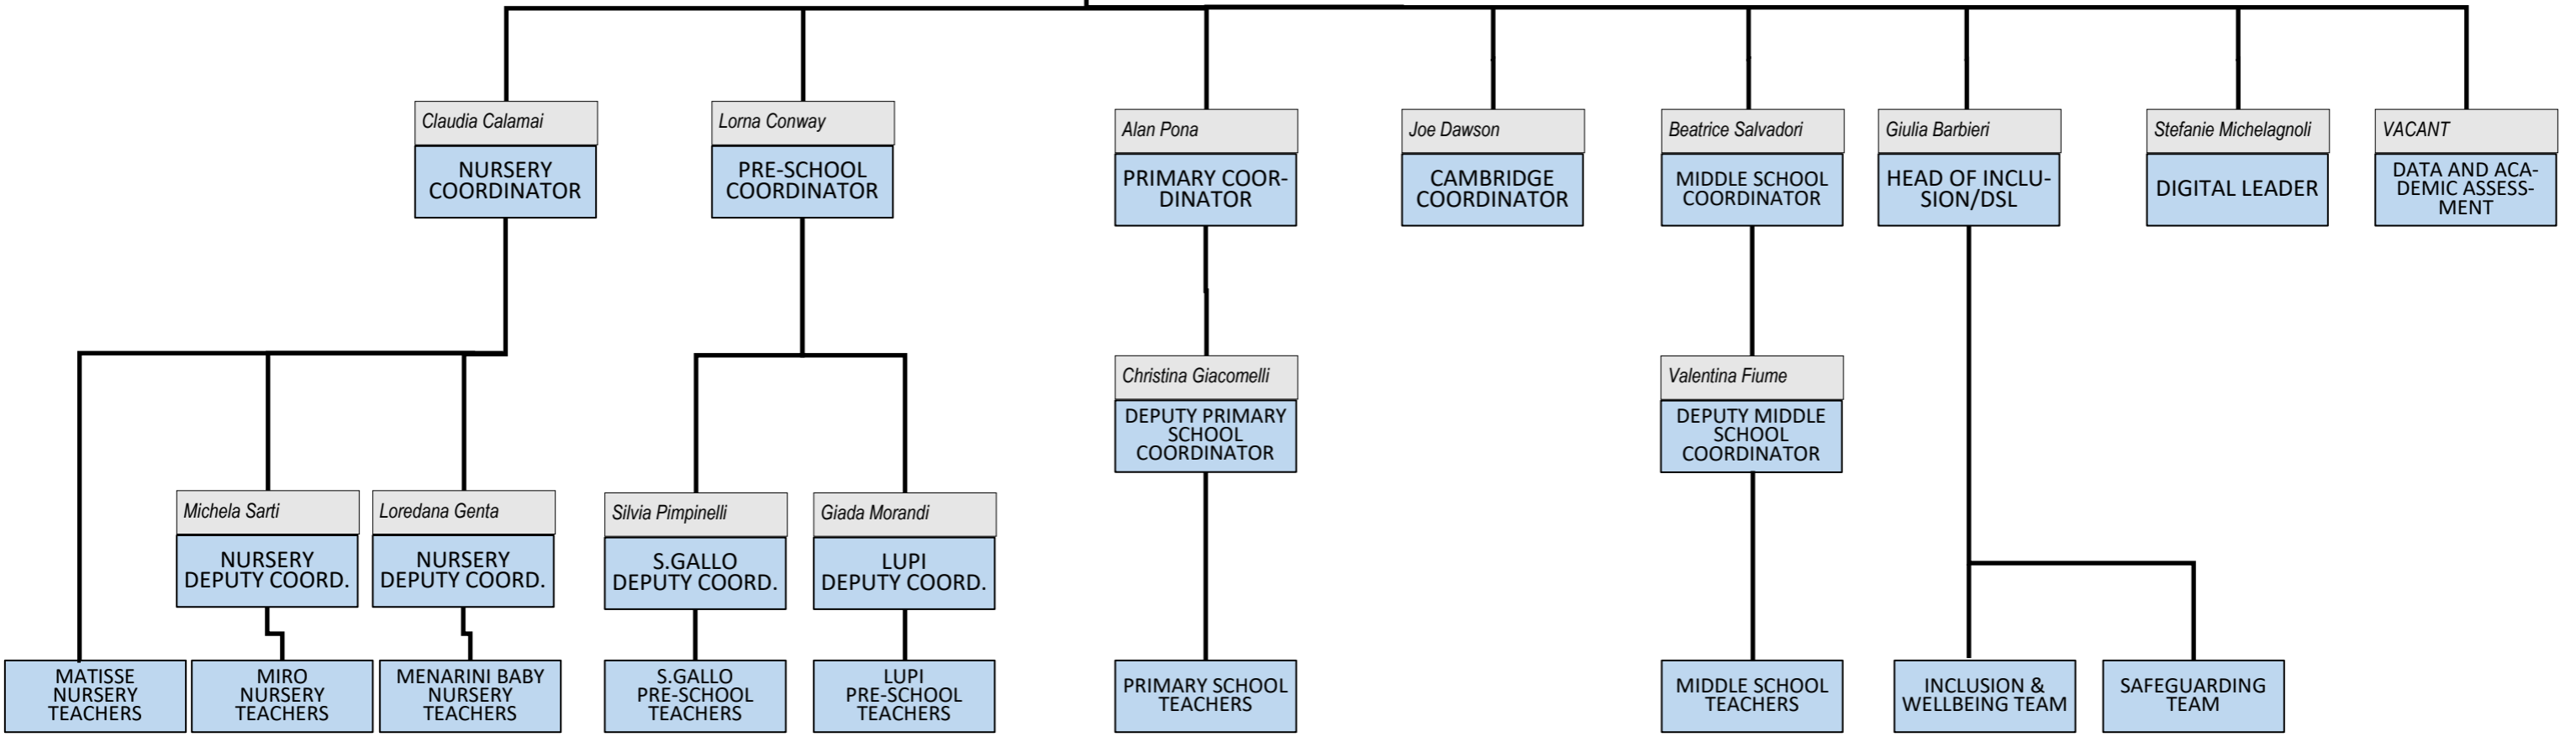 Claudia Calamai
NURSERY
COORDINATOR
Lorna Conway
PRE-SCHOOL
COORDINATOR
Alan Pona
PRIMARY COOR-
DINATOR
Joe Dawson
CAMBRIDGE
COORDINATOR
Beatrice Salvadori
MIDDLE SCHOOL
COORDINATOR
Giulia Barbieri
HEAD OF INCLU-
SION/DSL
Stefanie Michelagnoli
DIGITAL LEADER
VACANT
DATA AND ACA-
DEMIC ASSESS-
MENT
Christina Giacomelli
DEPUTY PRIMARY
SCHOOL
COORDINATOR
Valentina Fiume
DEPUTY MIDDLE
SCHOOL
COORDINATOR
Michela Sarti
NURSERY
DEPUTY COORD.
Loredana Genta
NURSERY
DEPUTY COORD.
Silvia Pimpinelli
S.GALLO
DEPUTY COORD.
Giada Morandi
LUPI
DEPUTY COORD.
MATISSE
NURSERY
TEACHERS
MIRO
NURSERY
TEACHERS
MENARINI BABY
NURSERY
TEACHERS
S.GALLO
PRE-SCHOOL
TEACHERS
LUPI
PRE-SCHOOL
TEACHERS
PRIMARY SCHOOL
TEACHERS
MIDDLE SCHOOL
TEACHERS
INCLUSION &
WELLBEING TEAM
SAFEGUARDING
TEAM